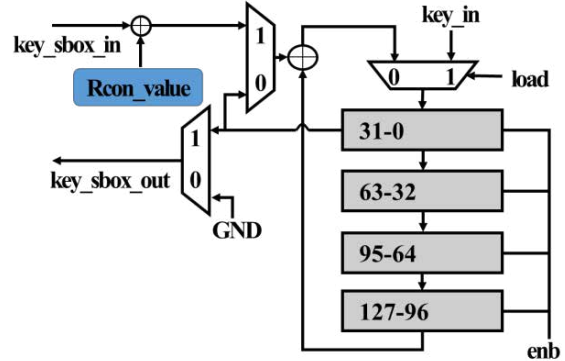 key_in
key_sbox_in
1
0
Rcon_value
0 1
load
1
0
31-0
key_sbox_out
63-32
GND
95-64
127-96
enb